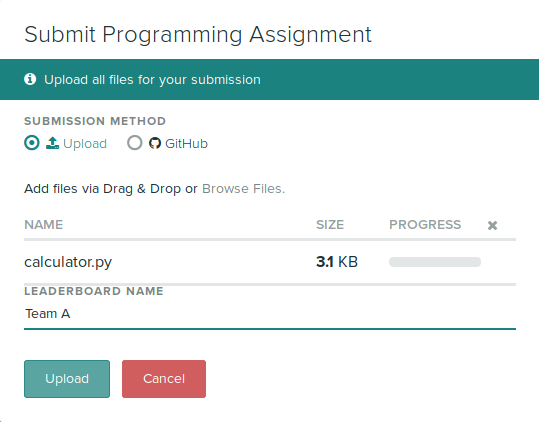 Submit Programming Assignment
Upload all files for your submission
SUBMISSION METHOD
Upload GitHub
Add files via Drag & Drop or Browse Files.
NAME SIZE PROGRESS
calculator.py 3.1 KB
LEADERBOARD NAME
Team A
Upload Cancel